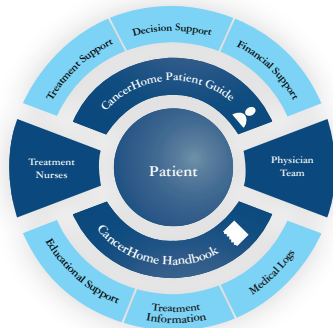 Treatment Support
Decision Support
Financial Support
CancerHome Patient Guide
Treatment
Nurses
Patient
Physician
Team
CancerHome Handbook
Educational Support
Treatment
Information
Medical Logs